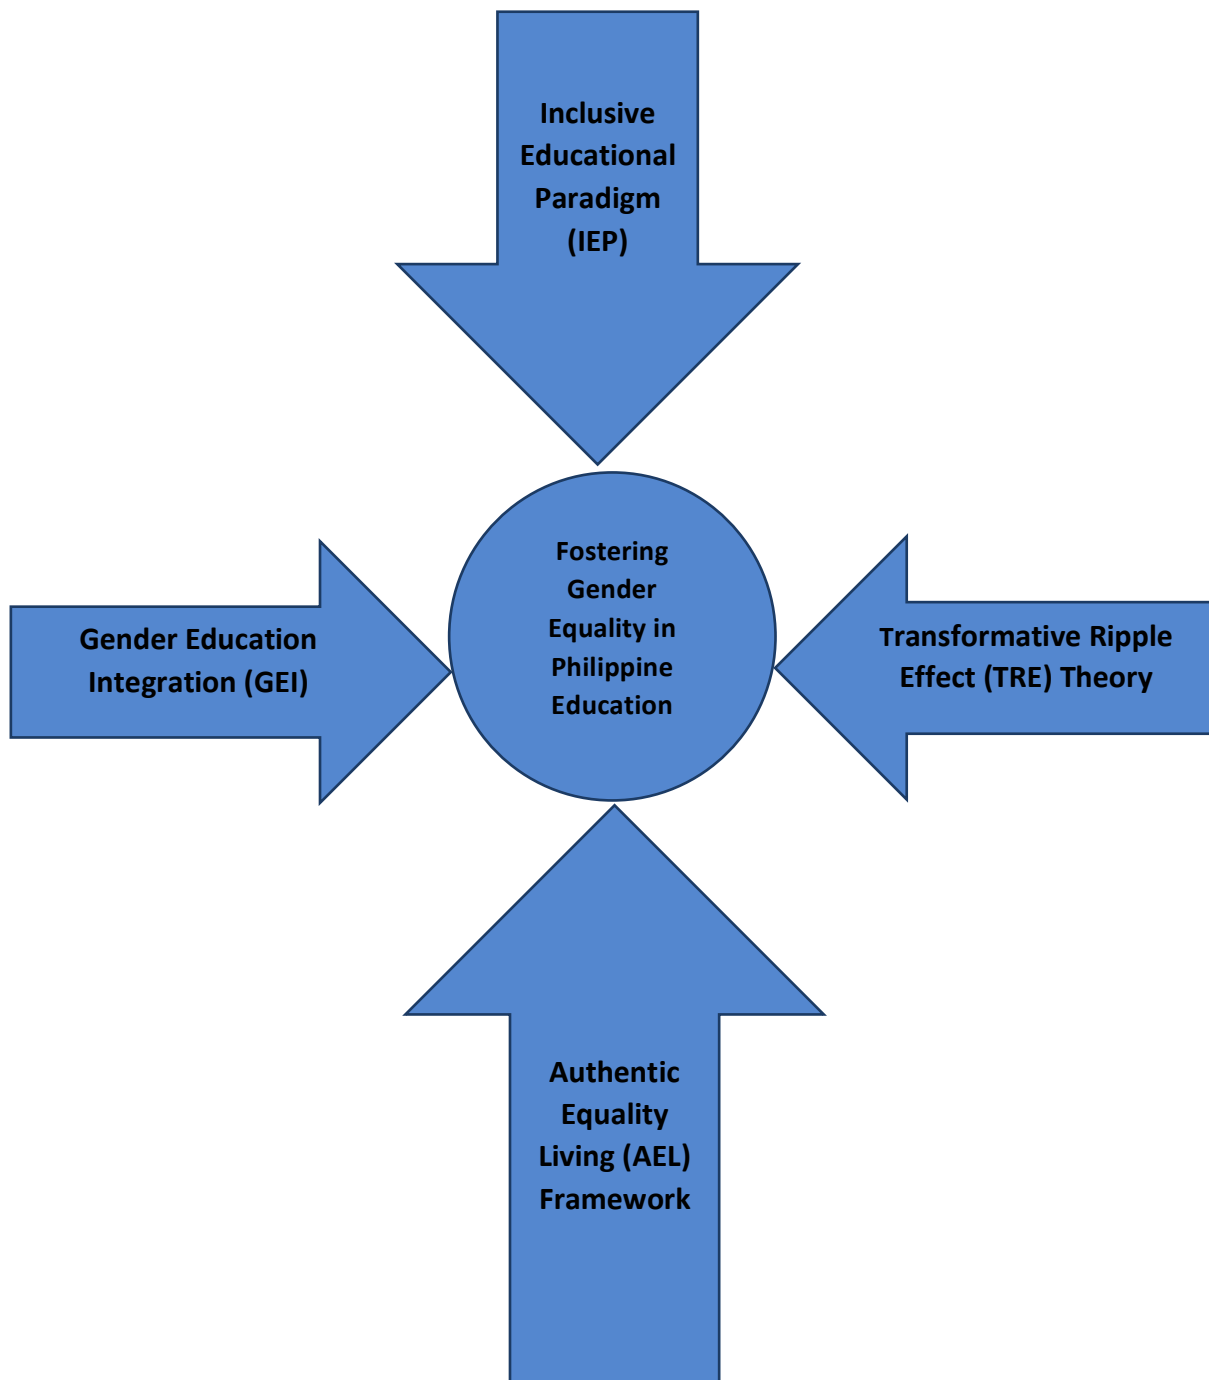 Inclusive
Educational
Paradigm
(IEP)
Fostering
Gender
Equality in
Philippine
Education
Gender Education
Integration (GEI)
Transformative Ripple
Effect (TRE) Theory
Authentic
Equality
Living (AEL)
Framework